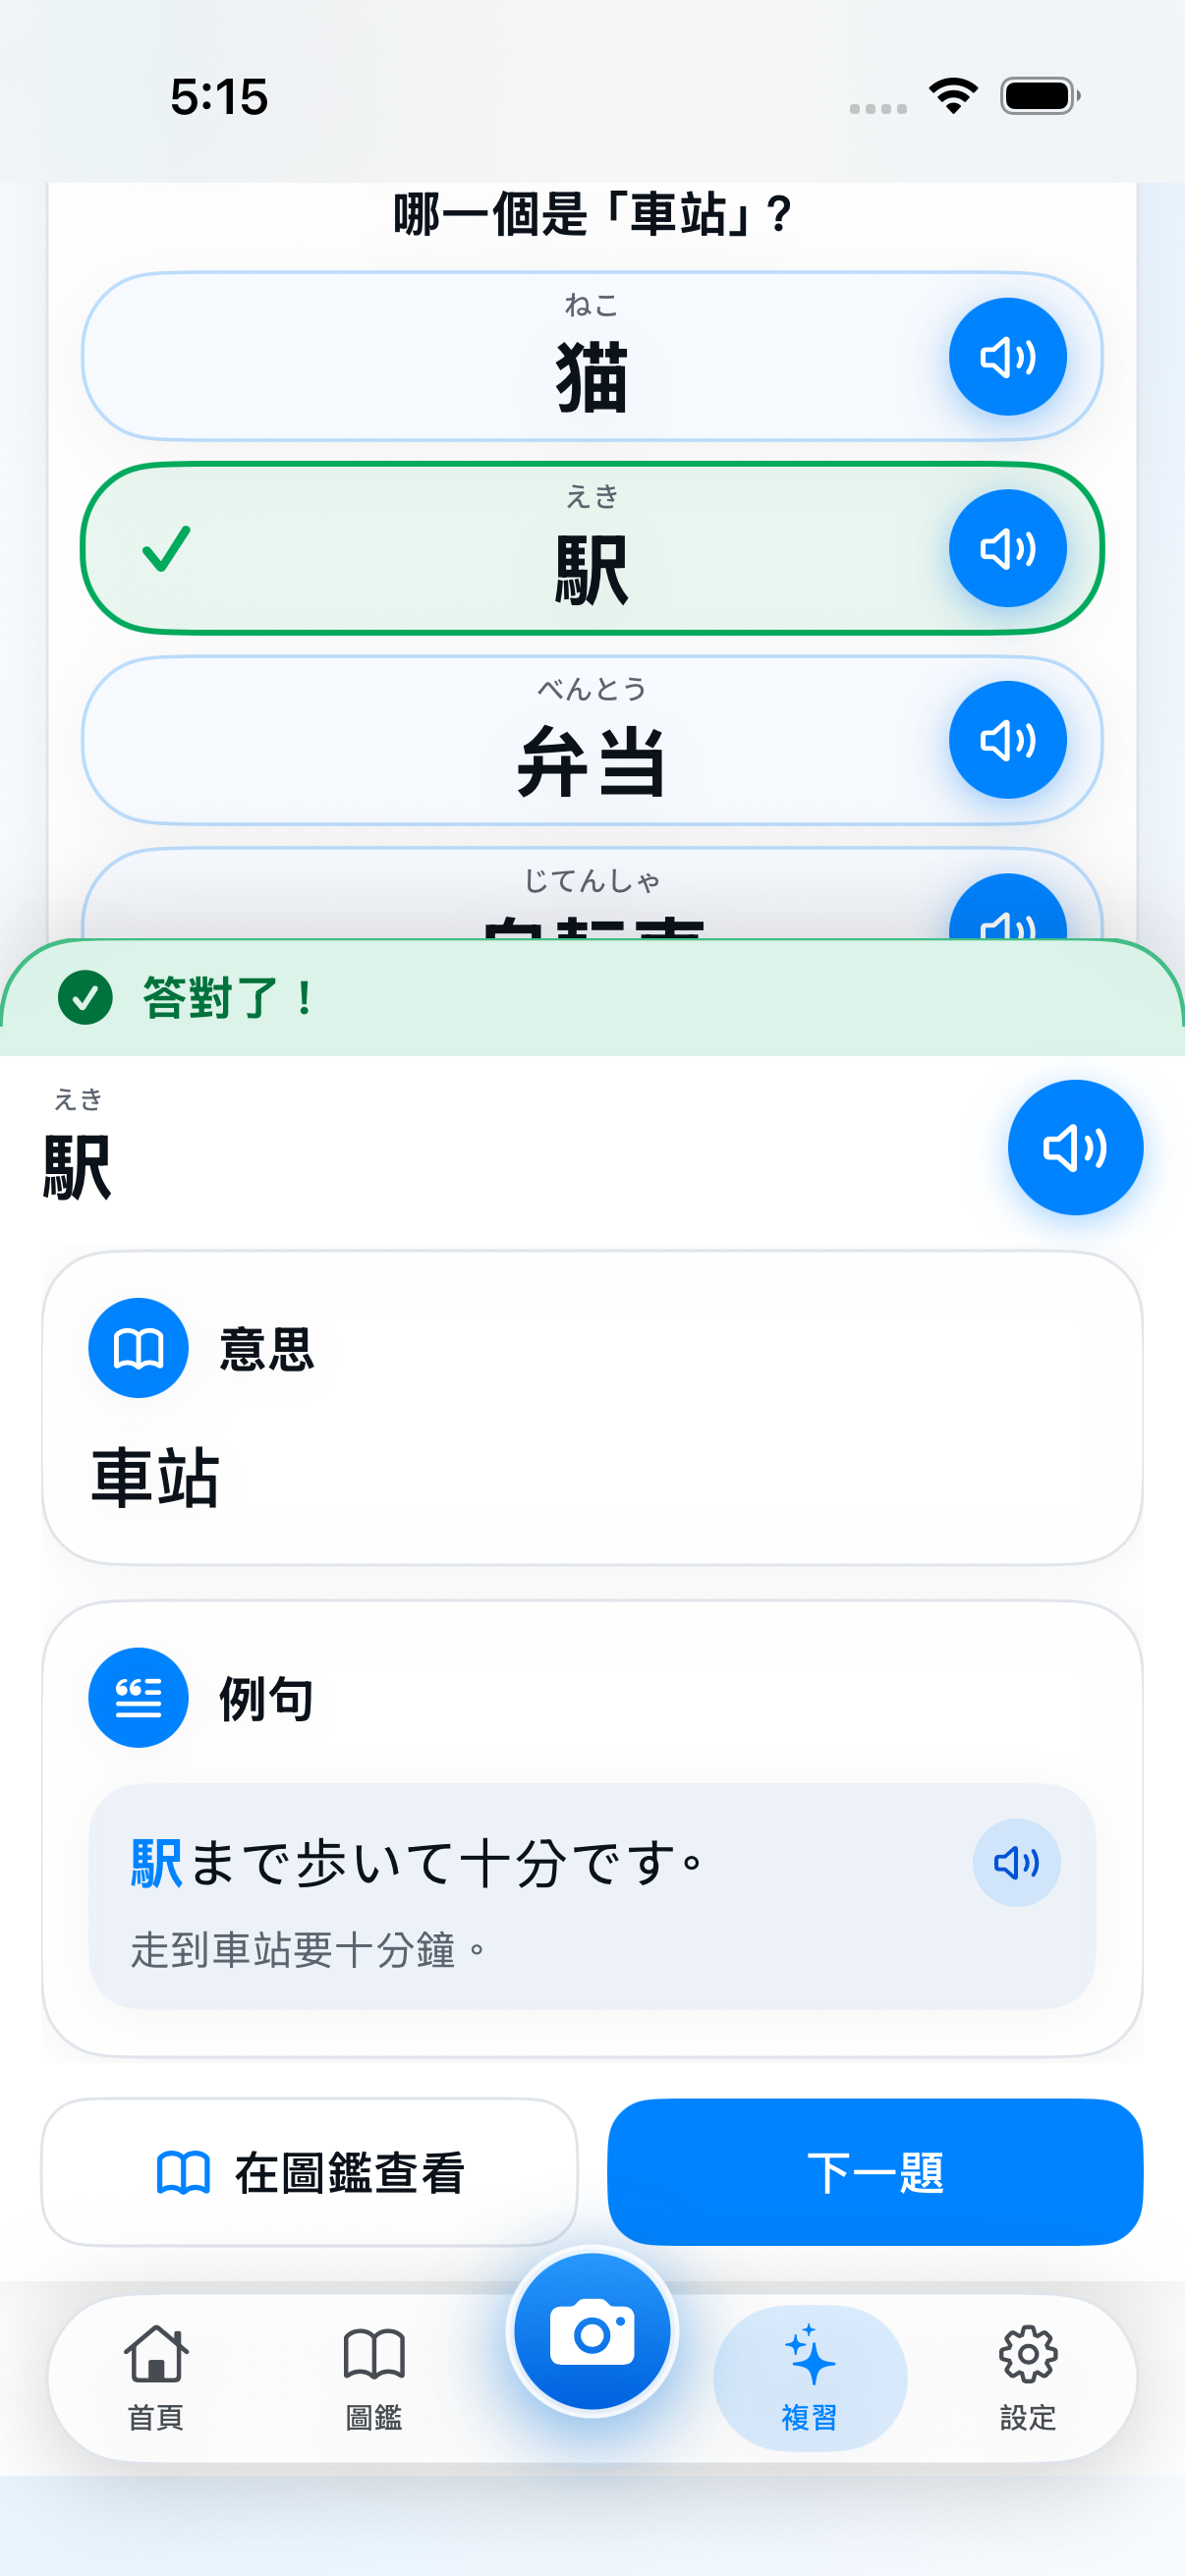 5:15
哪一個是「車站」?
ねこ
猫
えき
駅
べんとう
弁当
じてんしゃ
自転車
答對了！
えき
駅
意思
車站
例句
駅まで歩いて十分です。
走到車站要十分鐘。
在圖鑑查看
下一題
首頁
圖鑑
複習
設定